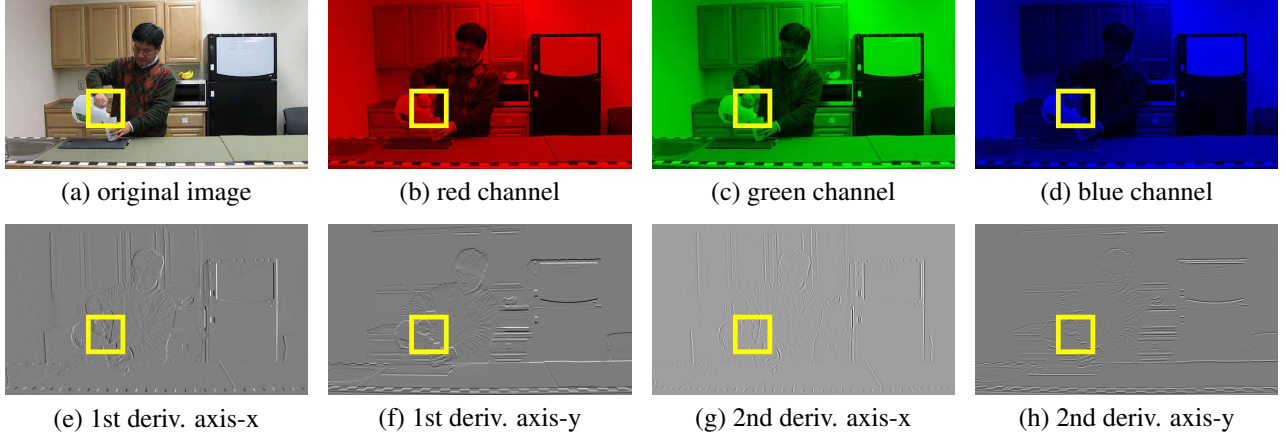 (a) original image
(b) red channel
(c) green channel
(d) blue channel
(e) 1st deriv. axis-x
(f) 1st deriv. axis-y
(g) 2nd deriv. axis-x
(h) 2nd deriv. axis-y